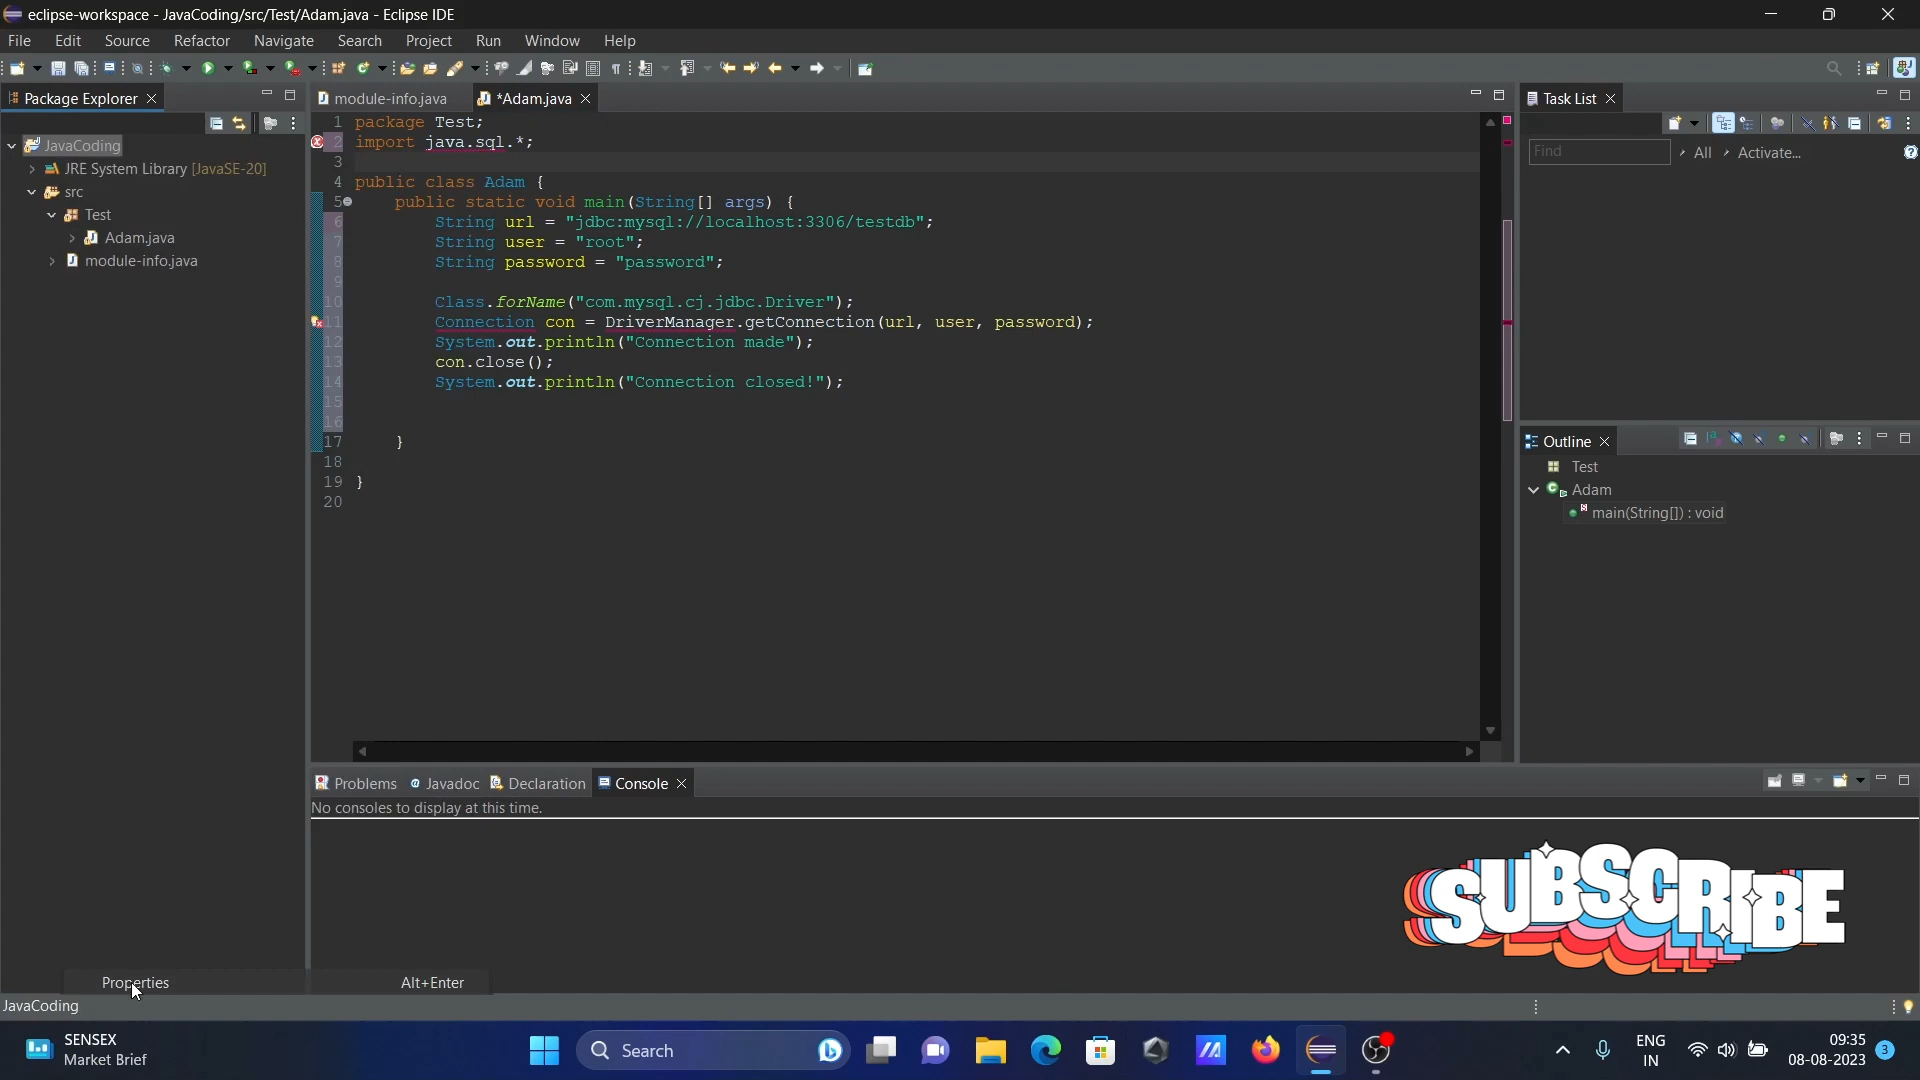 eclipse-workspace - JavaCoding/src/Test/Adam.java - Eclipse IDE
File Edit Source Refactor Navigate Search Project Run Window Help
Package Explorer
JavaCoding
JRE System Library [JavaSE-20]
src
Test
Adam.java
module-info.java
module-info.java *Adam.java
1 package Test;
2 import java.sql.*;
3
4 public class Adam {
5 public static void main(String[] args) {
6 String url = "jdbc:mysql://localhost:3306/testdb";
7 String user = "root";
8 String password = "password";
9
10 Class.forName("com.mysql.cj.jdbc.Driver");
11 Connection con = DriverManager.getConnection(url, user, password);
12 System.out.println("Connection made");
13 con.close();
14 System.out.println("Connection closed!");
15
16
17 }
18
19 }
20
Task List
Find All Activate...
Outline
Test
Adam
main(String[]) : void
Problems Javadoc Declaration Console
No consoles to display at this time.
SUBSCRIBE
Properties Alt+Enter
JavaCoding
SENSEX
Market Brief
Search
ENG
IN
09:35
08-08-2023
3